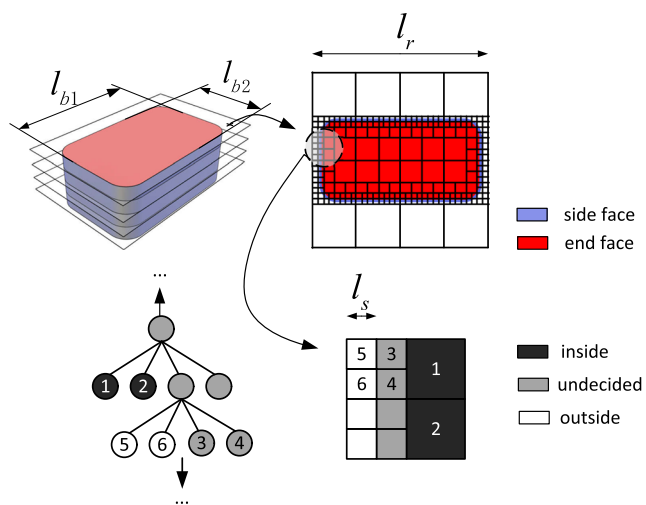 l_b1
l_b2
l_r
side face
end face
...
l_s
5 3 1
6 4
2
1 2
5 6 3 4
...
inside
undecided
outside